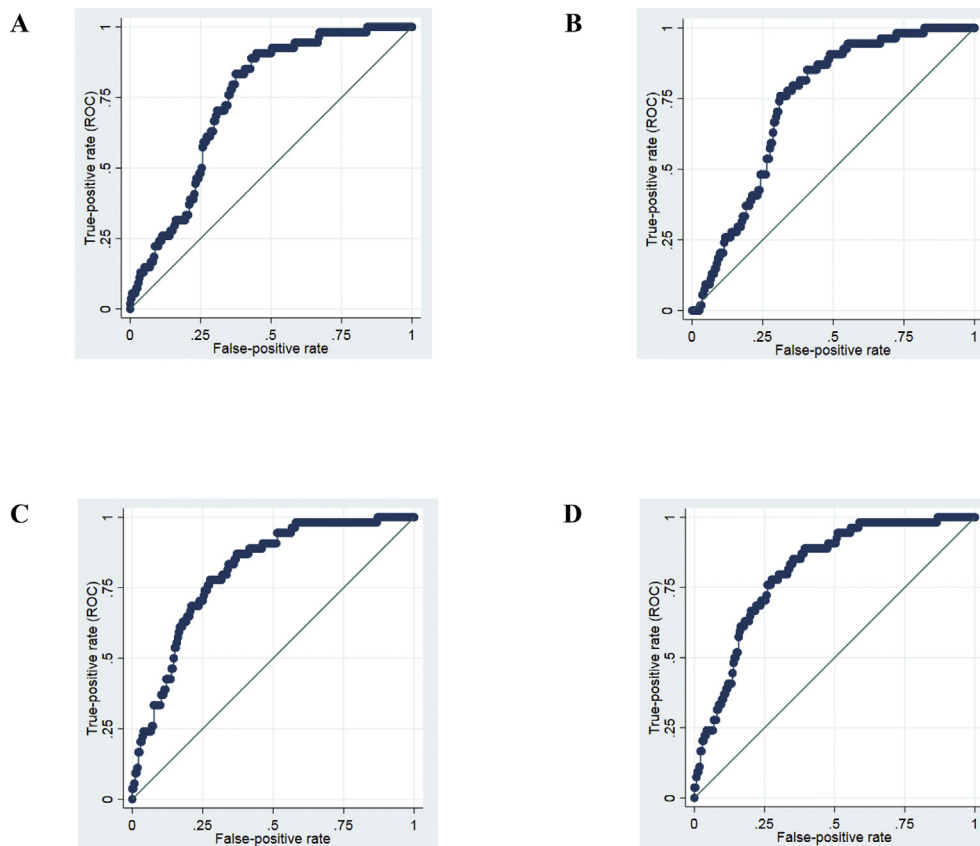 A
True-positive rate (ROC)
0 .25 .5 .75 1
0 .25 .5 .75 1
False-positive rate
B
True-positive rate (ROC)
0 .25 .5 .75 1
0 .25 .5 .75 1
False-positive rate
C
True-positive rate (ROC)
0 .25 .5 .75 1
0 .25 .5 .75 1
False-positive rate
D
True-positive rate (ROC)
0 .25 .5 .75 1
0 .25 .5 .75 1
False-positive rate